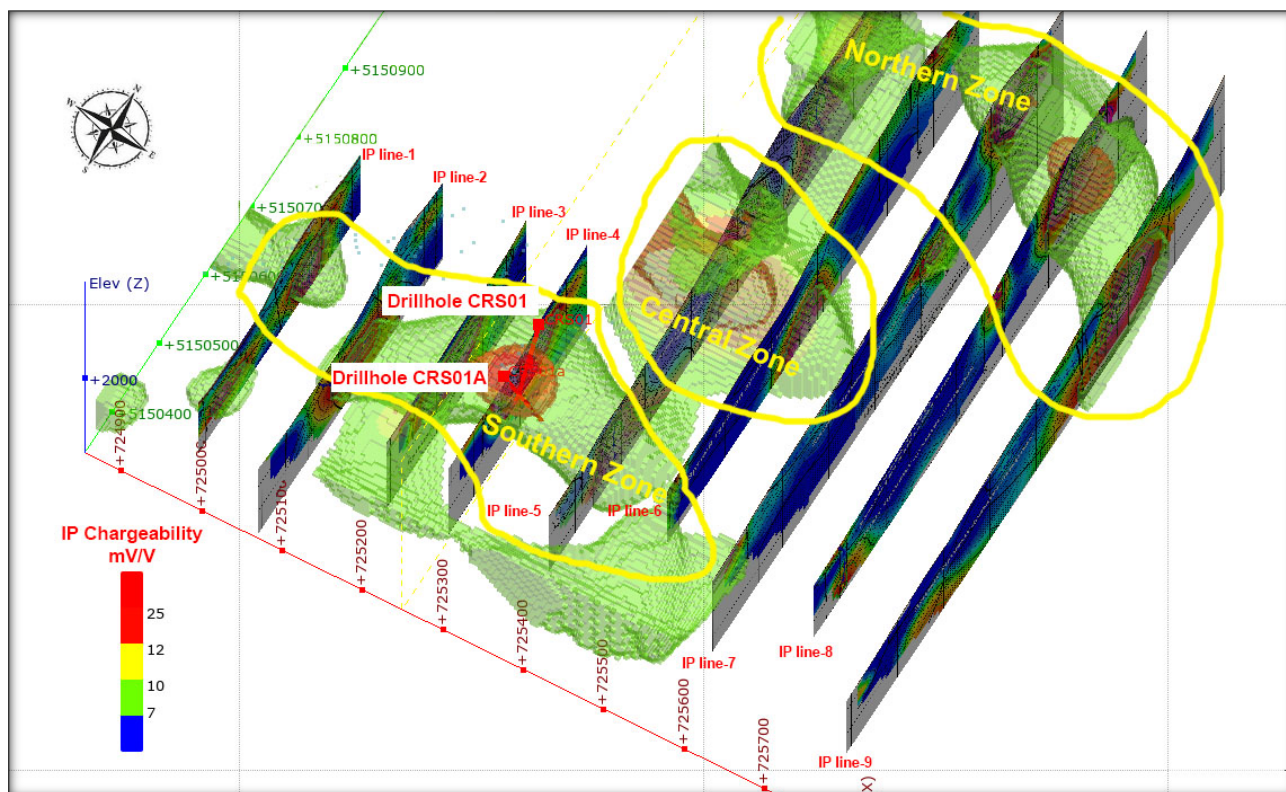 Northern Zone
N
W
E
S
+5150900
+5150800
IP line-1
IP line-2
IP line-3
IP line-4
Elev (Z)
Drillhole CRS01
CRS01
Central Zone
+5150500
+2000
Drillhole CRS01A
+5150400
Southern Zone
+724900
+725000
+725100
+725200
+725300
+725400
+725500
+725600
+725700
IP line-5
IP line-6
IP line-7
IP line-8
IP line-9
IP Chargeability
mV/V
25
12
10
7